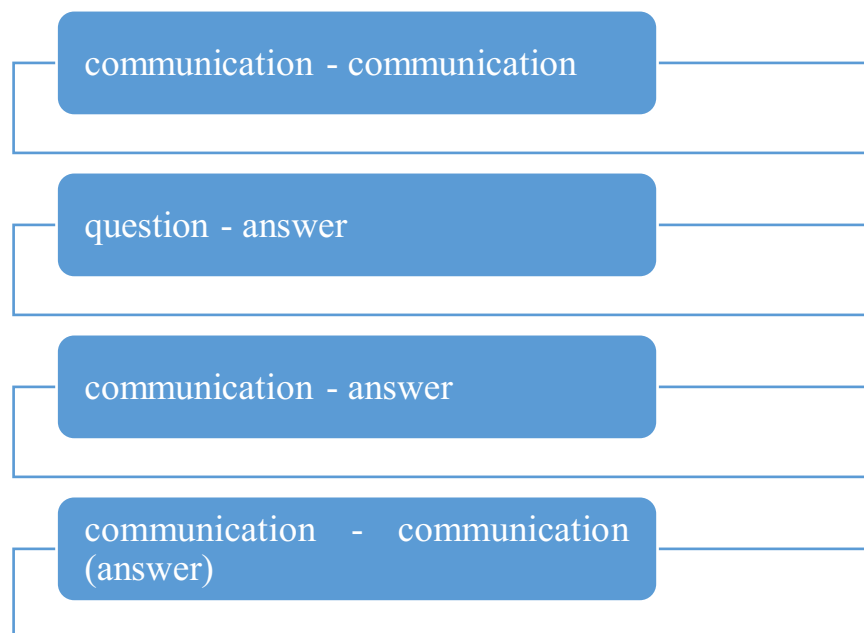 communication - communication
question - answer
communication - answer
communication - communication
(answer)